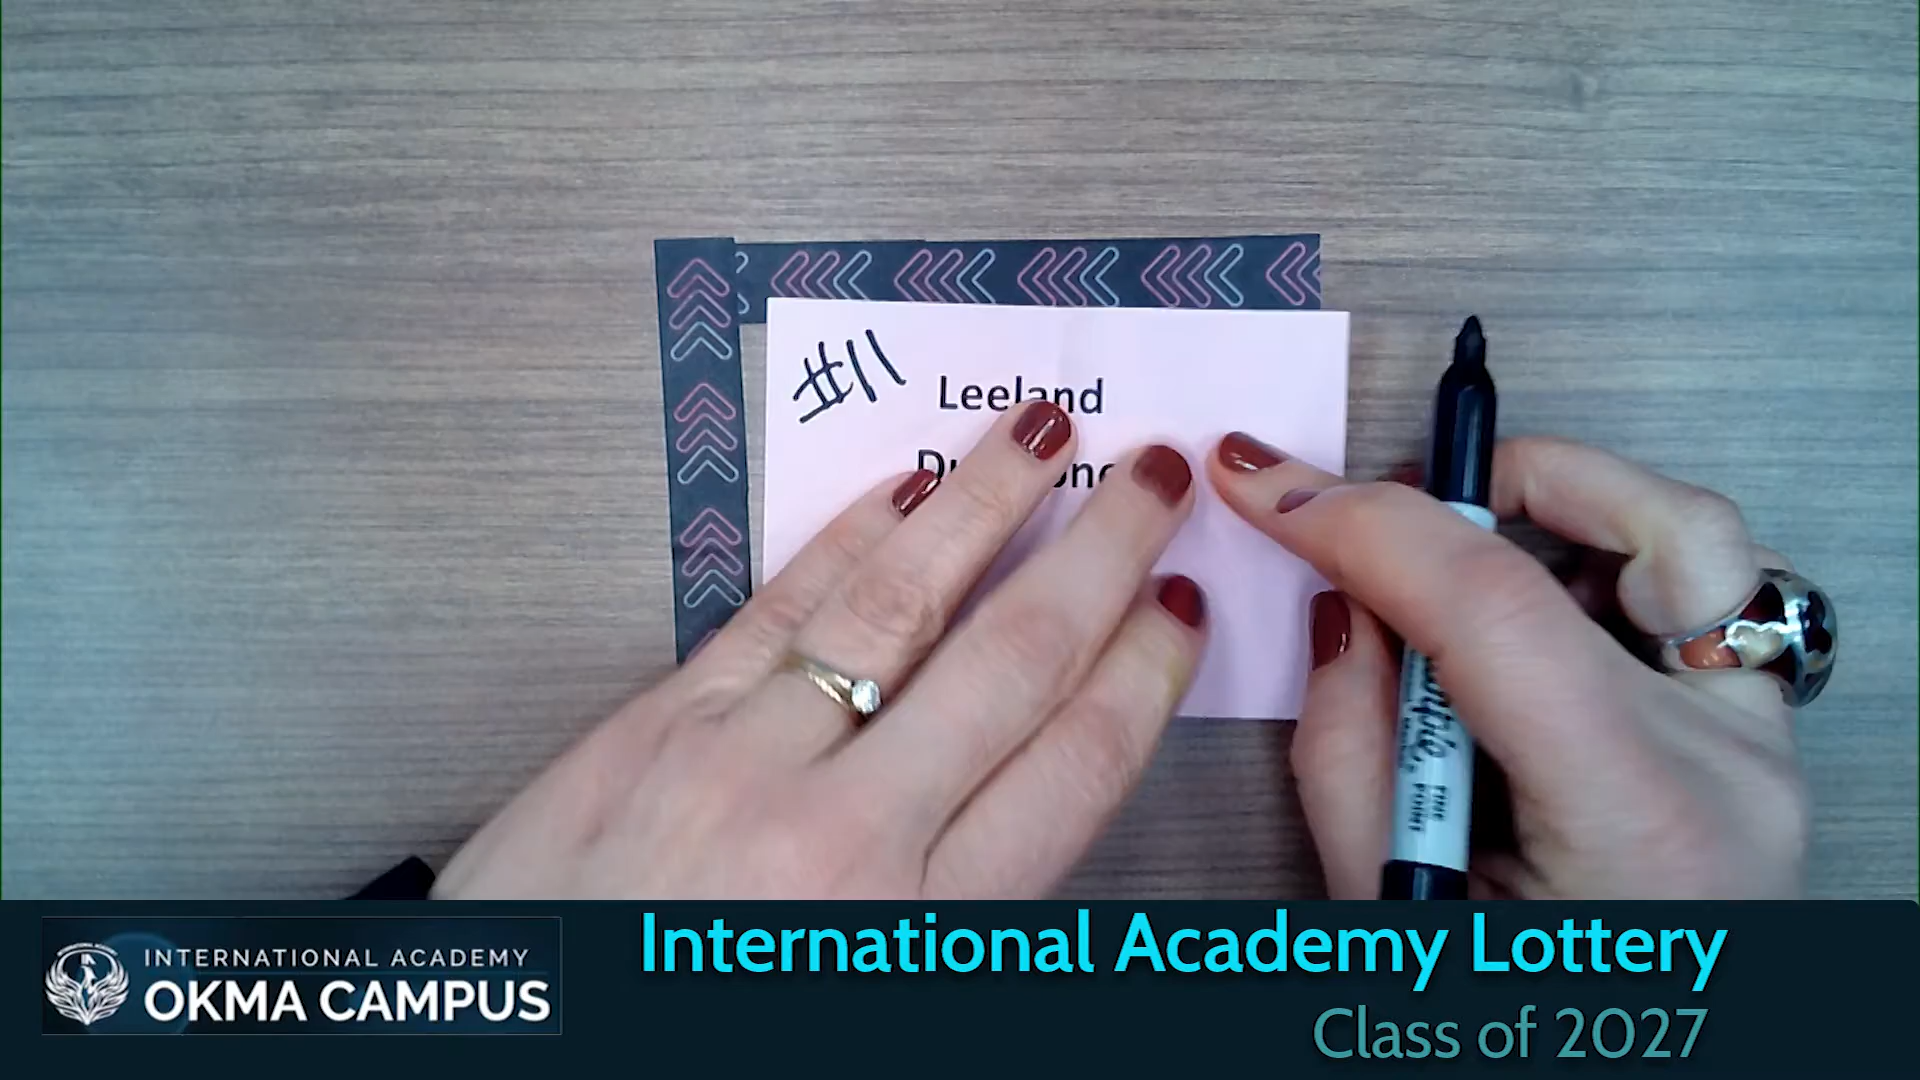 #11
Leeland
INTERNATIONAL ACADEMY
OKMA CAMPUS
International Academy Lottery
Class of 2027